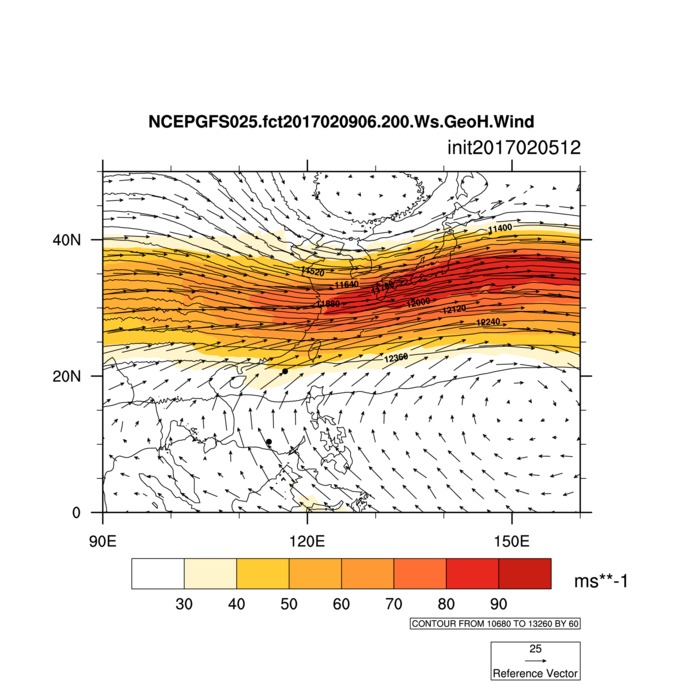 NCEPGFS025.fct2017020906.200.Ws.GeoH.Wind
init2017020512
11400
40N
11520
11640
11760
11880
12000
12120
12240
12360
20N
0
90E 120E 150E
ms**-1
30 40 50 60 70 80 90
CONTOUR FROM 10680 TO 13260 BY 60
25
Reference Vector